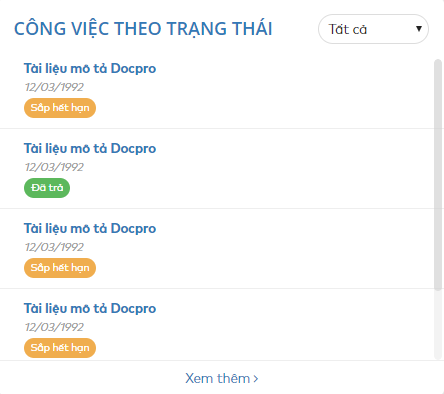 CÔNG VIỆC THEO TRẠNG THÁI
Tất cả
Tài liệu mô tả Docpro
12/03/1992
Sắp hết hạn
Tài liệu mô tả Docpro
12/03/1992
Đã trả
Tài liệu mô tả Docpro
12/03/1992
Sắp hết hạn
Tài liệu mô tả Docpro
12/03/1992
Sắp hết hạn
Xem thêm